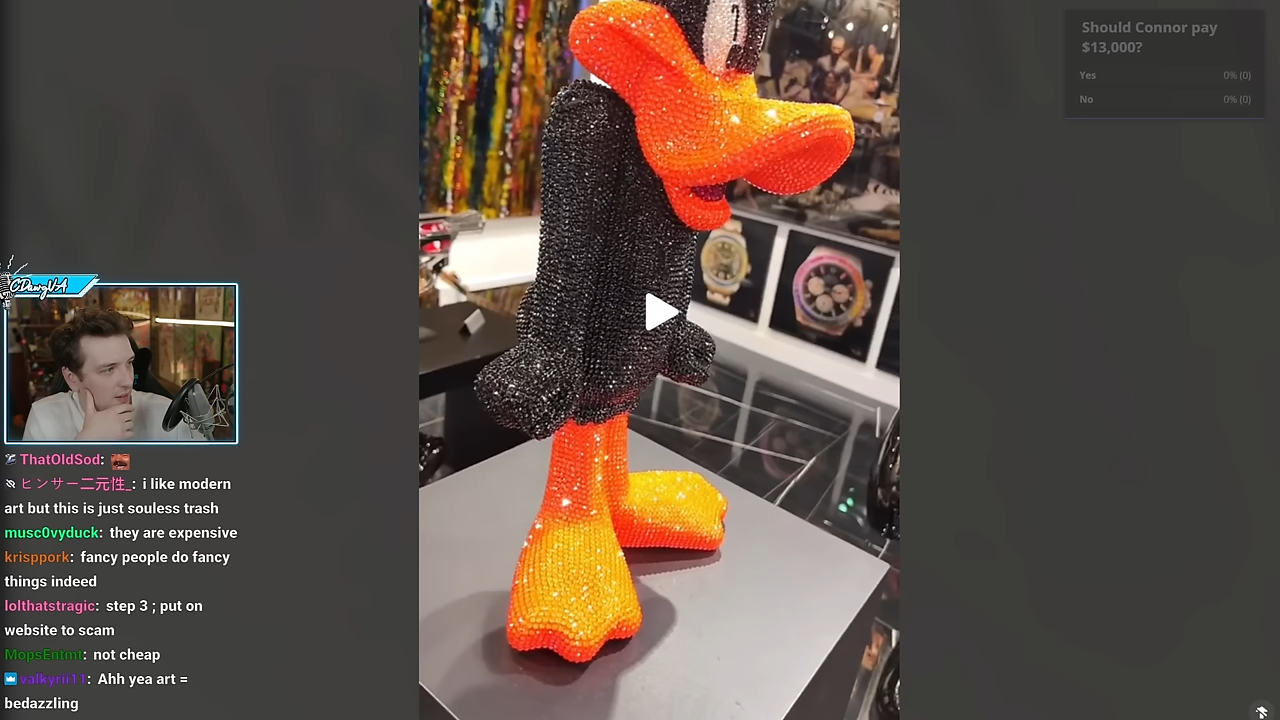 Should Connor pay
$13,000?
Yes 0% (0)
No 0% (0)
CDawgVA
ThatOldSod:
ヒンサー二元性_: i like modern
art but this is just souless trash
musc0vyduck: they are expensive
krisppork: fancy people do fancy
things indeed
lolthatstragic: step 3 ; put on
website to scam
MopsEntmt: not cheap
valkyrii11: Ahh yea art =
bedazzling